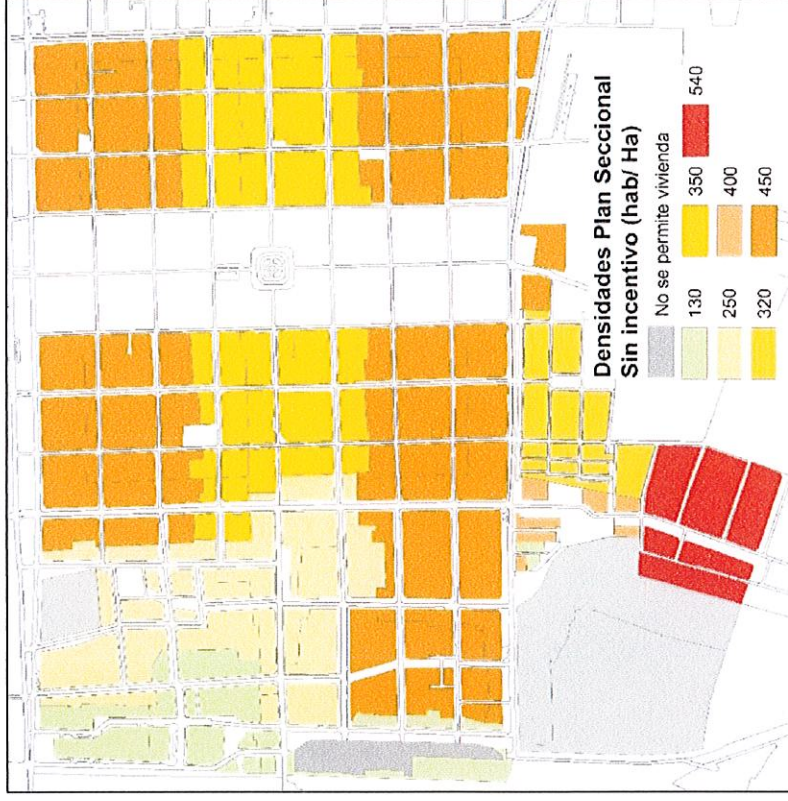 Densidades Plan Seccional
Sin incentivo (hab/ Ha)
No se permite vivienda
130
350
540
250
400
320
450